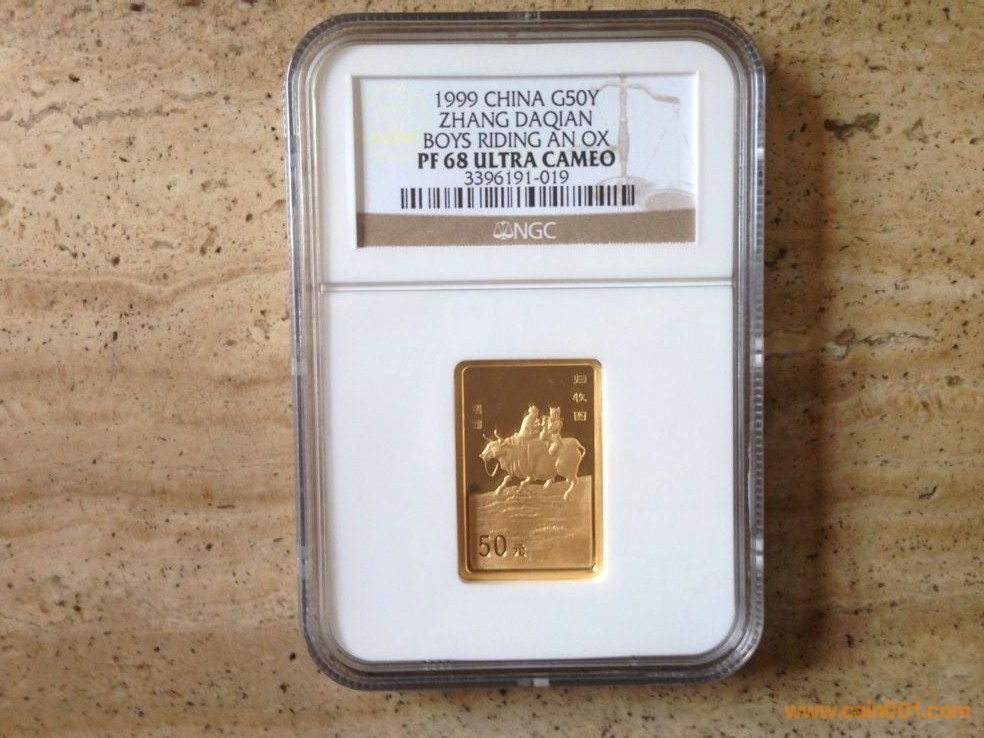 1999 CHINA G50Y
ZHANG DAQIAN
BOYS RIDING AN OX
PF 68 ULTRA CAMEO
3396191-019
NGC
归牧图
50元
www.coin001.com